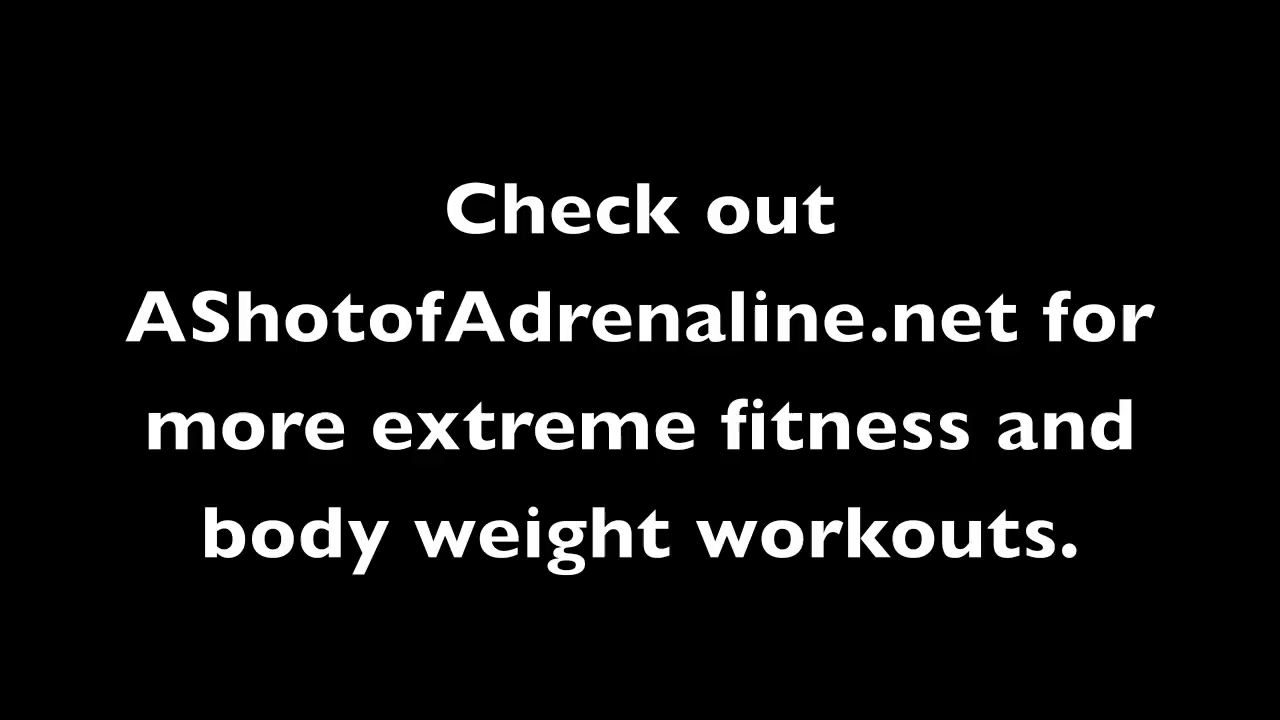 Check out
AShotofAdrenaline.net for
more extreme fitness and
body weight workouts.